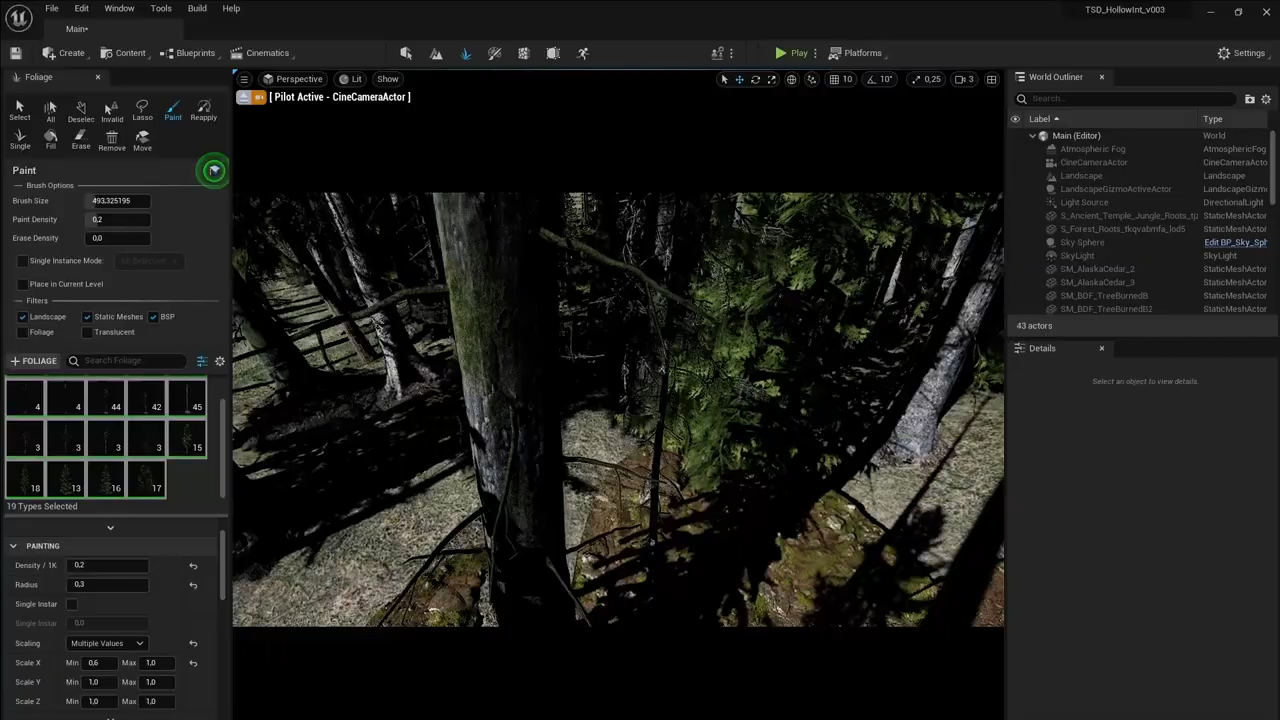 File Edit Window Tools Build Help
TSD_HollowInt_v003
Main*
Create Content Blueprints Cinematics Play Platforms Settings
Foliage
Perspective Lit Show 10 10° 0,25 3
World Outliner
[ Pilot Active - CineCameraActor ]
Search...
Select All Deselec Invalid Lasso Paint Reapply
Label Type
Single Fill Erase Remove Move
Main (Editor) World
Atmospheric Fog AtmosphericF
CineCameraActor CineCameraActo
Landscape Landscape
LandscapeGizmoActiveActor LandscapeGizm
Light Source DirectionalLight
S_Ancient_Temple_Jungle_Roots_tj StaticMeshActor
S_Forest_Roots_tkqvabmfa_lod5 StaticMeshActor
Sky Sphere Edit BP_Sky_Sph
SkyLight SkyLight
SM_AlaskaCedar_2 StaticMeshActor
SM_AlaskaCedar_3 StaticMeshActor
SM_BDF_TreeBurnedB StaticMeshActor
SM_BDF_TreeBurnedB2 StaticMeshActor
43 actors
Details
Select an object to view details.
Paint
Brush Options
Brush Size 493,325195
Paint Density 0,2
Erase Density 0,0
Single Instance Mode:
Place in Current Level
Filters
Landscape Static Meshes BSP
Foliage Translucent
FOLIAGE Search Foliage
4 4 44 42 45
3 3 3 3 15
18 13 16 17
19 Types Selected
PAINTING
Density / 1K 0,2
Radius 0,3
Single Instar
Single Instar 0,0
Scaling Multiple Values
Scale X Min 0,6 Max 1,0
Scale Y Min 1,0 Max 1,0
Scale Z Min 1,0 Max 1,0